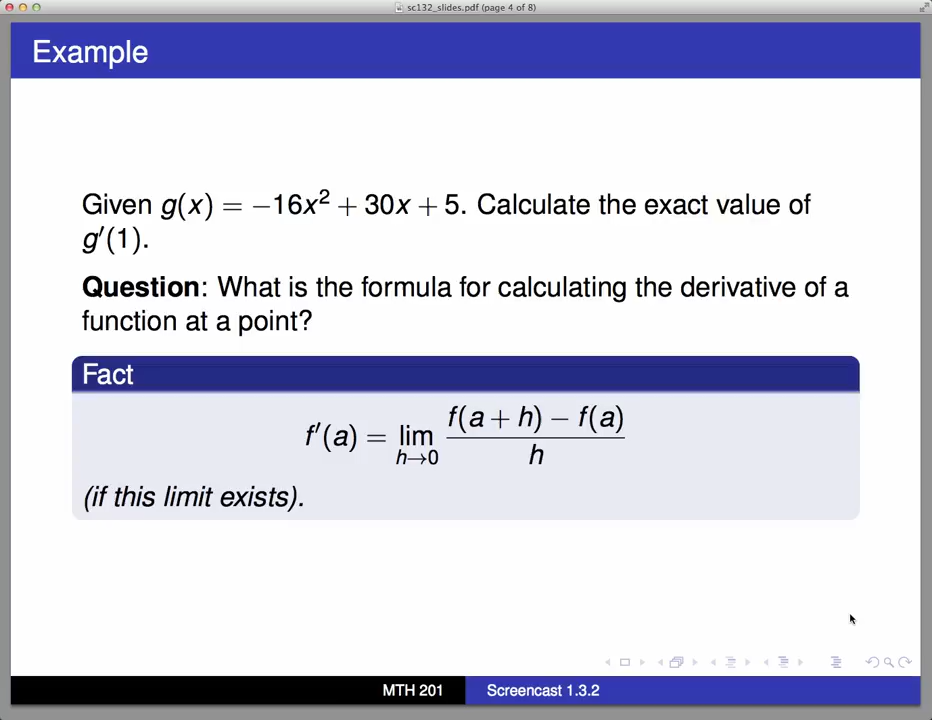 sc132_slides.pdf (page 4 of 8)
Example
Given g(x) = −16x² + 30x + 5. Calculate the exact value of
g′(1).
Question: What is the formula for calculating the derivative of a
function at a point?
Fact
f′(a) = lim_{h→0} (f(a + h) − f(a)) / h
(if this limit exists).
MTH 201
Screencast 1.3.2